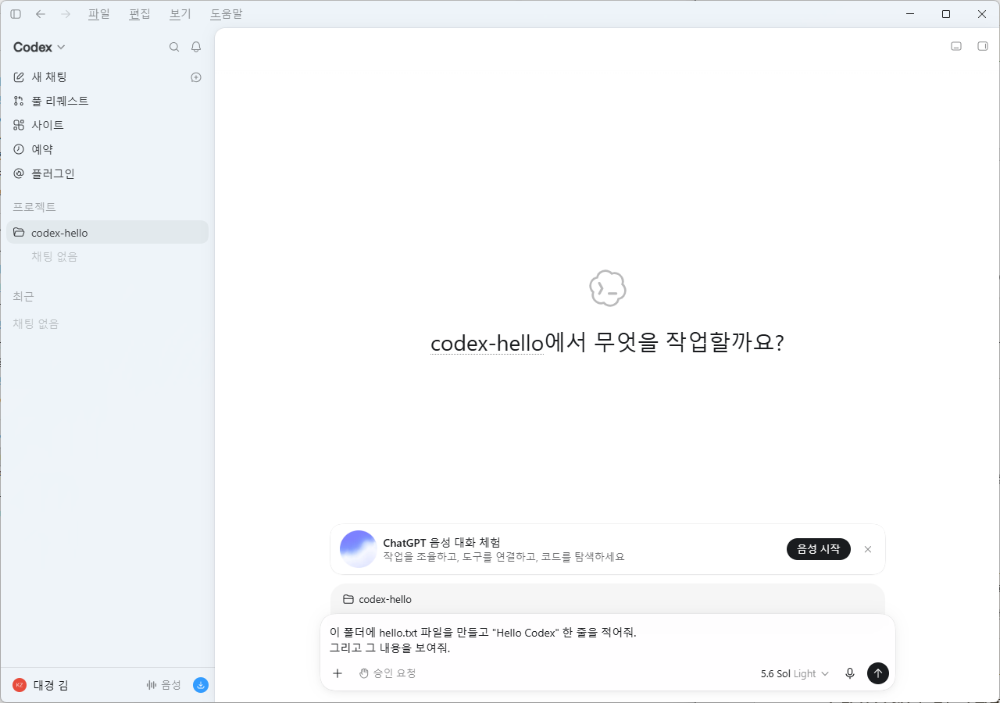 파일 편집 보기 도움말
Codex
새 채팅
풀 리퀘스트
사이트
예약
플러그인
프로젝트
codex-hello
채팅 없음
최근
채팅 없음
codex-hello에서 무엇을 작업할까요?
ChatGPT 음성 대화 체험
작업을 조율하고, 도구를 연결하고, 코드를 탐색하세요
음성 시작
codex-hello
이 폴더에 hello.txt 파일을 만들고 "Hello Codex" 한 줄을 적어줘.
그리고 그 내용을 보여줘.
승인 요청
5.6 Sol Light
KZ 대경 김
음성